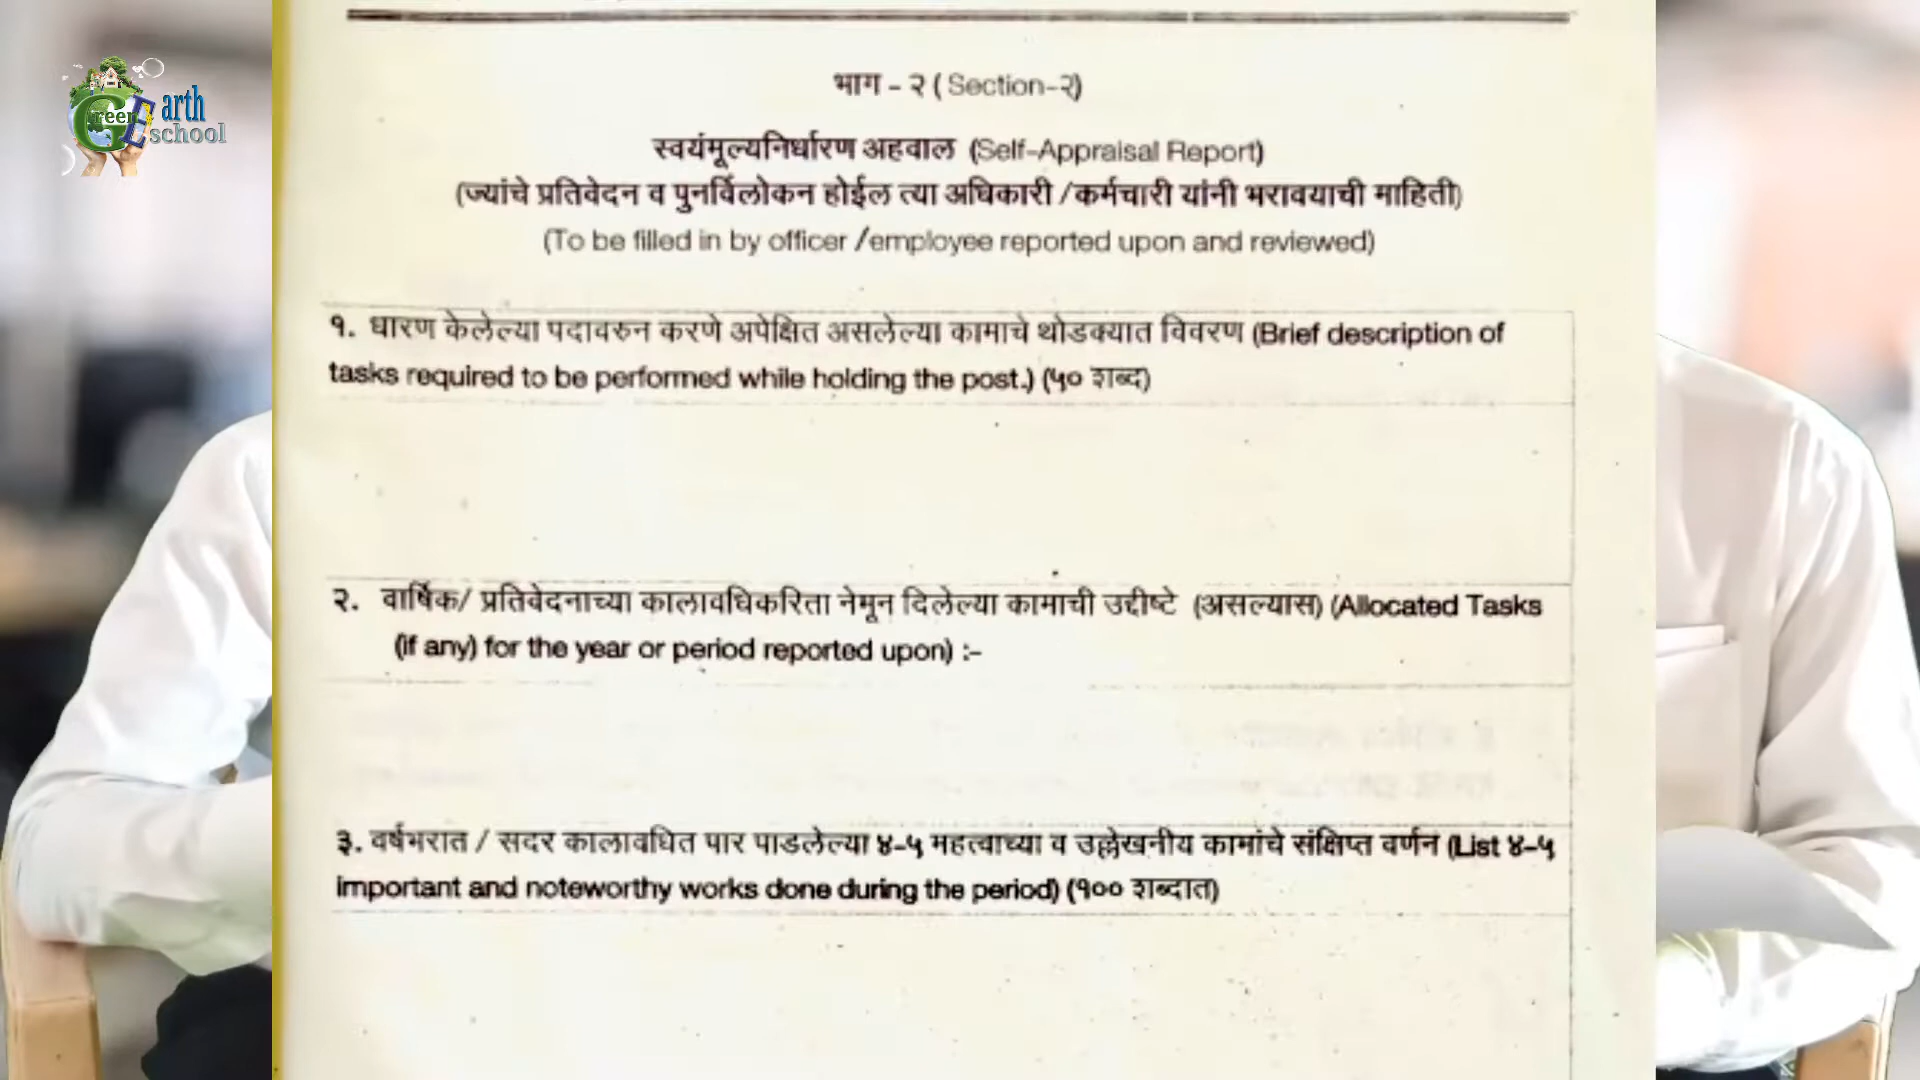 Green Earth
school
भाग - २ ( Section-२)
स्वयंमूल्यनिर्धारण अहवाल (Self-Appraisal Report)
(ज्यांचे प्रतिवेदन व पुनर्विलोकन होईल त्या अधिकारी /कर्मचारी यांनी भरावयाची माहिती)
(To be filled in by officer /employee reported upon and reviewed)
१. धारण केलेल्या पदावरुन करणे अपेक्षित असलेल्या कामाचे थोडक्यात विवरण (Brief description of
tasks required to be performed while holding the post.) (५० शब्द)
२. वार्षिक/ प्रतिवेदनाच्या कालावधिकरिता नेमून दिलेल्या कामाची उद्दीष्टे (असल्यास) (Allocated Tasks
(if any) for the year or period reported upon) :-
३. वर्षभरात / सदर कालावधित पार पाडलेल्या ४-५ महत्वाच्या व उल्लेखनीय कामांचे संक्षिप्त वर्णन (List ४-५
important and noteworthy works done during the period) (१०० शब्दात)